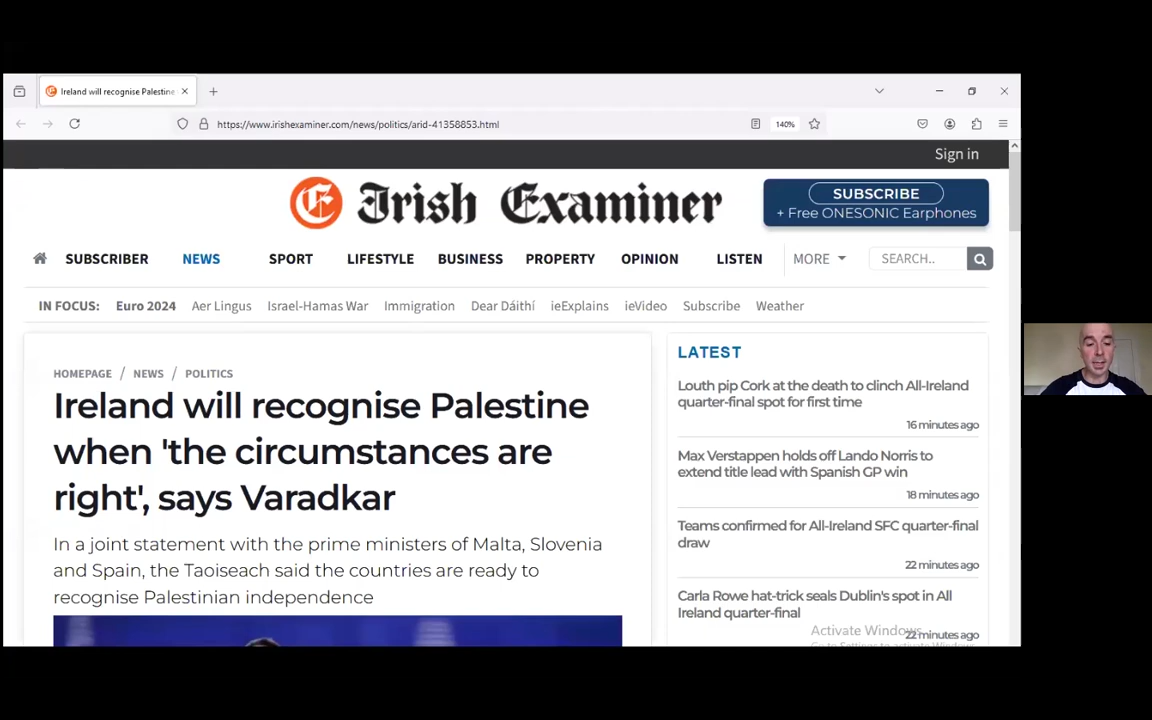 Ireland will recognise Palestine
https://www.irishexaminer.com/news/politics/arid-41358853.html
140%
Sign in
Irish Examiner
SUBSCRIBE
+ Free ONESONIC Earphones
SUBSCRIBER NEWS SPORT LIFESTYLE BUSINESS PROPERTY OPINION LISTEN MORE SEARCH..
IN FOCUS: Euro 2024 Aer Lingus Israel-Hamas War Immigration Dear Dáithí ieExplains ieVideo Subscribe Weather
HOMEPAGE / NEWS / POLITICS
Ireland will recognise Palestine
when 'the circumstances are
right', says Varadkar
In a joint statement with the prime ministers of Malta, Slovenia
and Spain, the Taoiseach said the countries are ready to
recognise Palestinian independence
LATEST
Louth pip Cork at the death to clinch All-Ireland
quarter-final spot for first time
16 minutes ago
Max Verstappen holds off Lando Norris to
extend title lead with Spanish GP win
18 minutes ago
Teams confirmed for All-Ireland SFC quarter-final
draw
22 minutes ago
Carla Rowe hat-trick seals Dublin's spot in All
Ireland quarter-final
Activate Windows
22 minutes ago